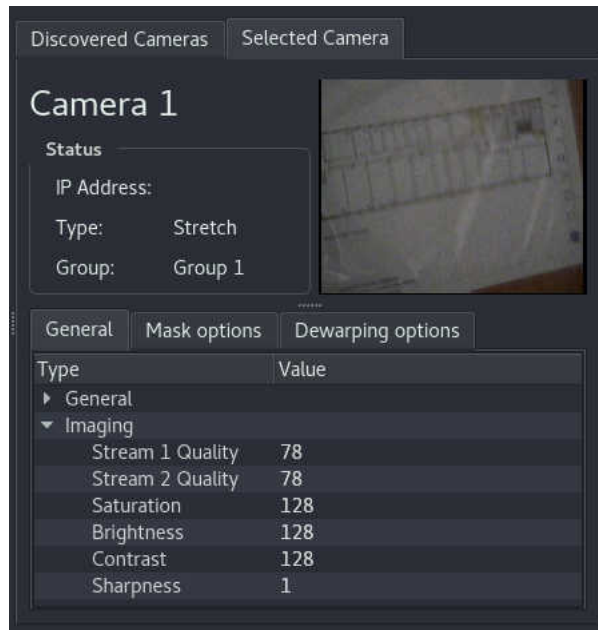 Discovered Cameras Selected Camera
Camera 1
Status
IP Address:
Type: Stretch
Group: Group 1
General Mask options Dewarping options
Type Value
General
Imaging
Stream 1 Quality 78
Stream 2 Quality 78
Saturation 128
Brightness 128
Contrast 128
Sharpness 1